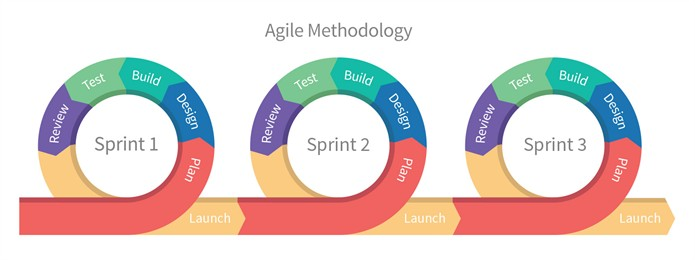 Agile Methodology
Sprint 1
Plan
Design
Build
Test
Review
Launch
Sprint 2
Plan
Design
Build
Test
Review
Launch
Sprint 3
Plan
Design
Build
Test
Review
Launch